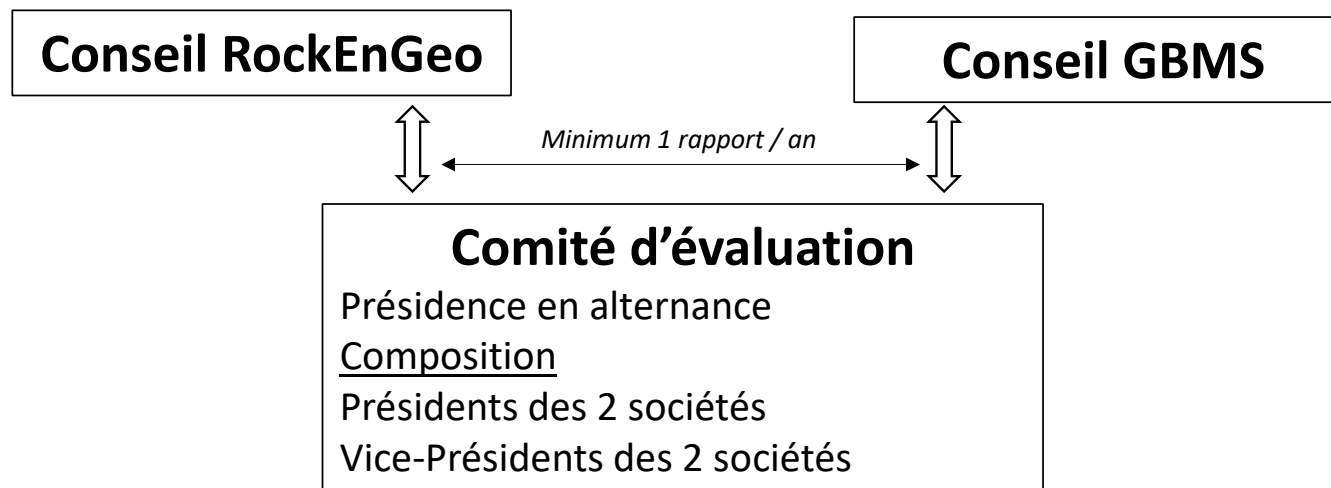 Conseil RockEnGeo
Conseil GBMS
Minimum 1 rapport / an
Comité d’évaluation
Présidence en alternance
Composition
Présidents des 2 sociétés
Vice-Présidents des 2 sociétés